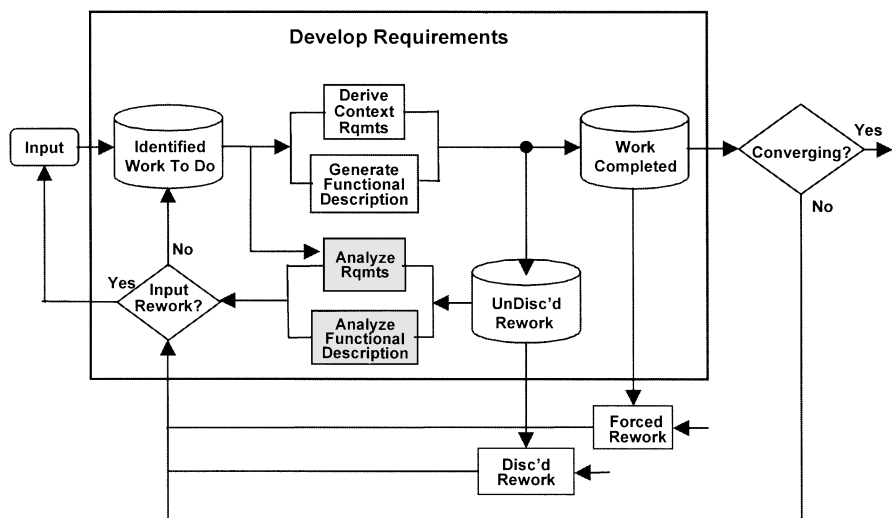 Develop Requirements
Derive
Context
Rqmts
Input
Identified
Work To Do
Generate
Functional
Description
Work
Completed
Converging?
Yes
No
No
Yes
Input
Rework?
Analyze
Rqmts
Analyze
Functional
Description
UnDisc'd
Rework
Forced
Rework
Disc'd
Rework